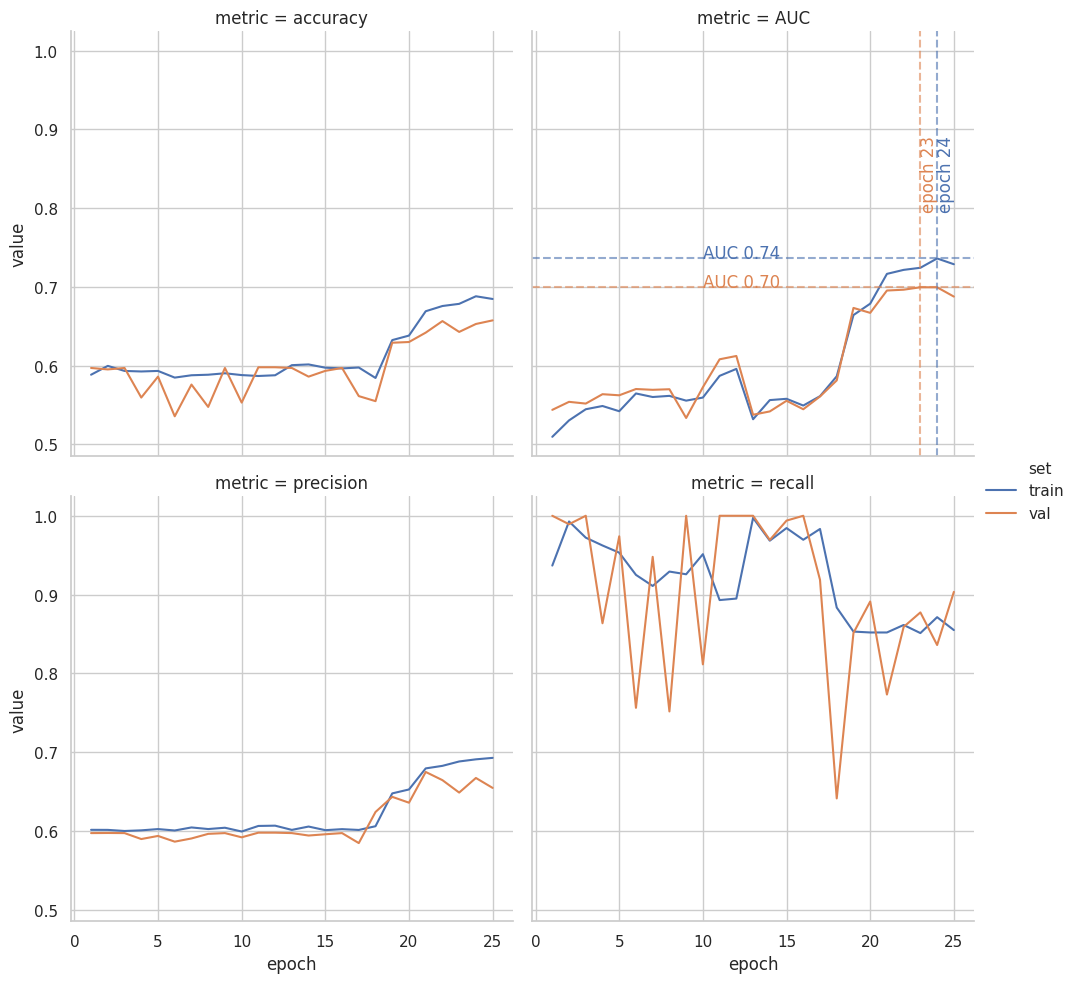 metric = accuracy
metric = AUC
1.0
0.9
0.8
0.7
0.6
0.5
value
epoch 23
epoch 24
AUC 0.74
AUC 0.70
set
train
val
metric = precision
metric = recall
1.0
0.9
0.8
0.7
0.6
0.5
value
0
5
10
15
20
25
0
5
10
15
20
25
epoch
epoch